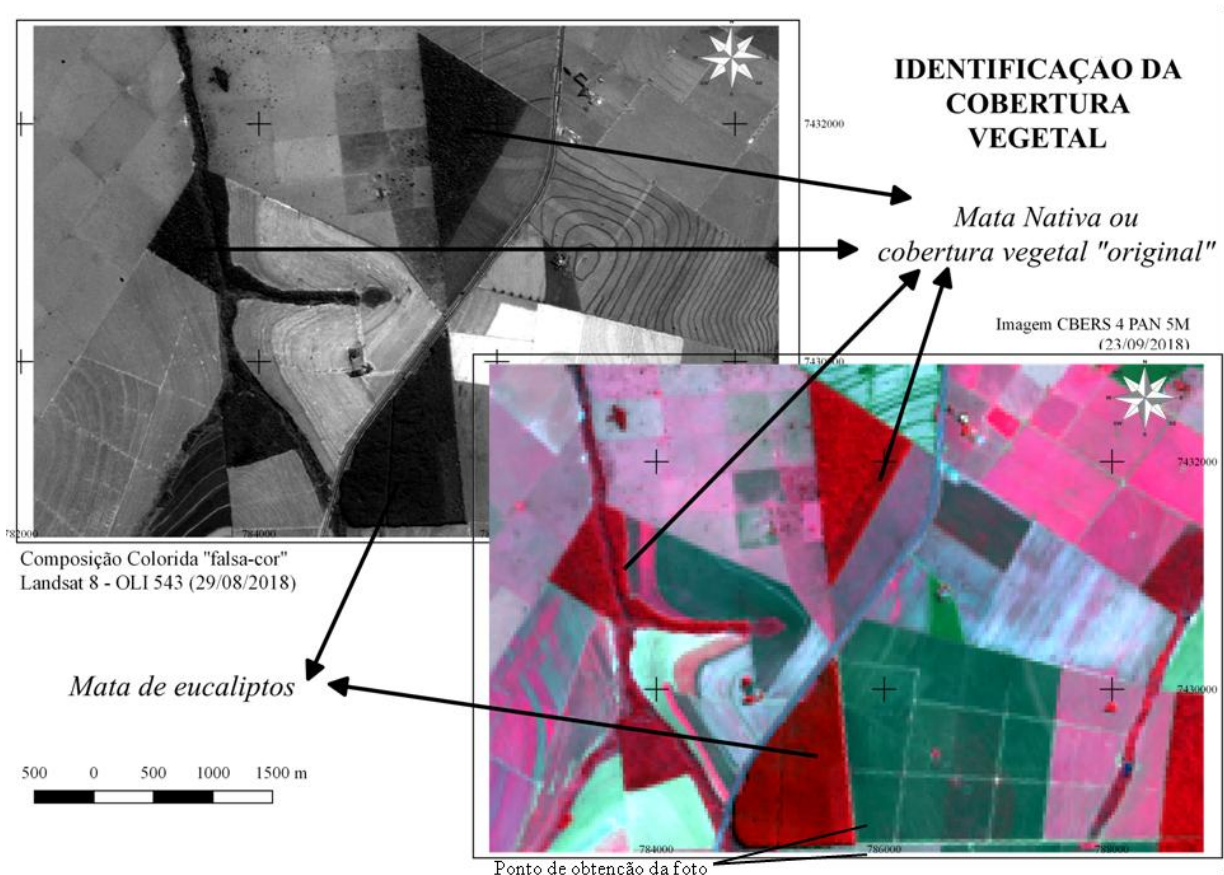 IDENTIFICAÇAO DA
COBERTURA
VEGETAL
7432000
Mata Nativa ou
cobertura vegetal "original"
Imagem CBERS 4 PAN 5M
(23/09/2018)
782000
784000
Composição Colorida "falsa-cor"
Landsat 8 - OLI 543 (29/08/2018)
7432000
Mata de eucaliptos
7430000
500 0 500 1000 1500 m
784000
786000
788000
Ponto de obtenção da foto